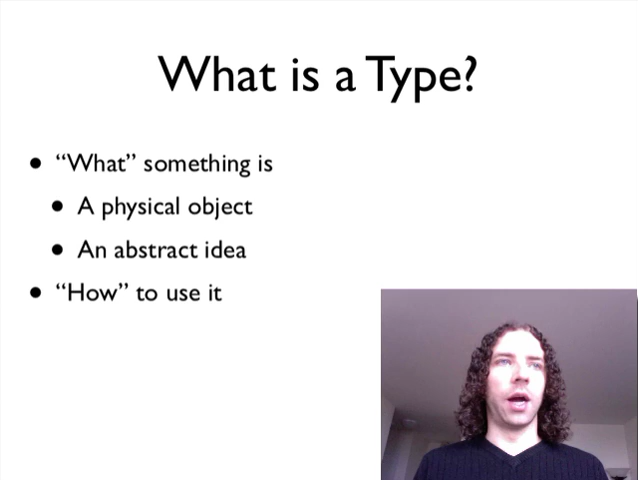 What is a Type?
• “What” something is
• A physical object
• An abstract idea
• “How” to use it